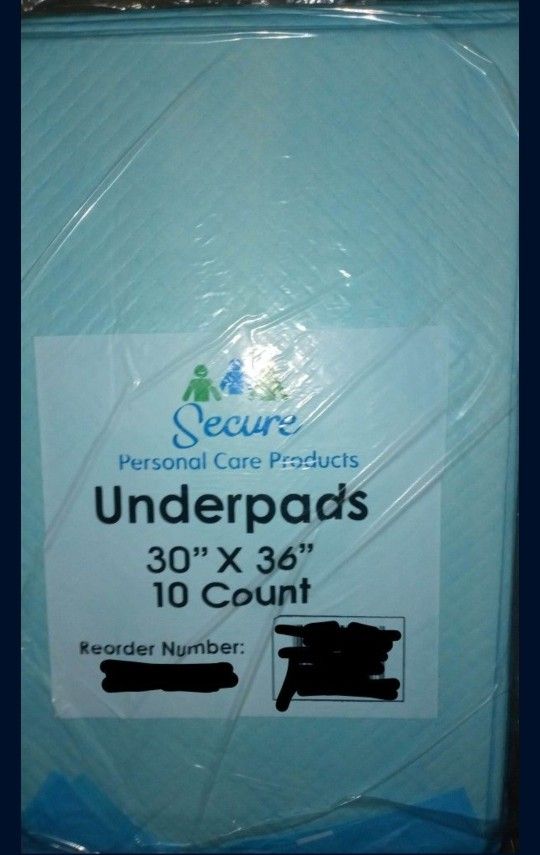 Secure
Personal Care Products
Underpads
30" X 36"
10 Count
Reorder Number: